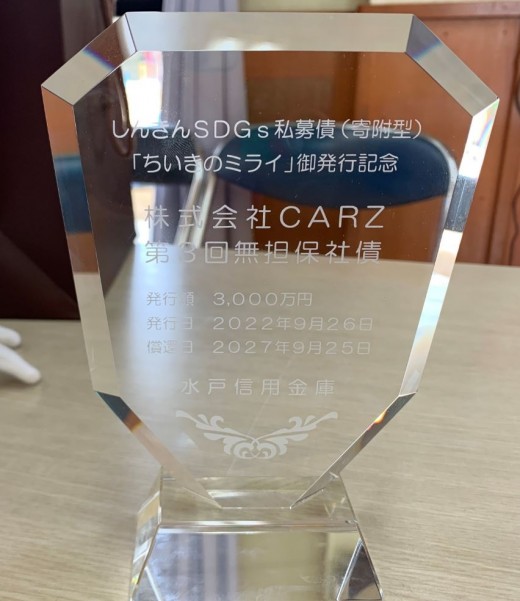 しんきんSDGs私募債(寄附型)
「ちいきのミライ」御発行記念
株式会社CARZ
第3回無担保社債
発行額 3,000万円
発行日 2022年9月26日
償還日 2027年9月25日
水戸信用金庫